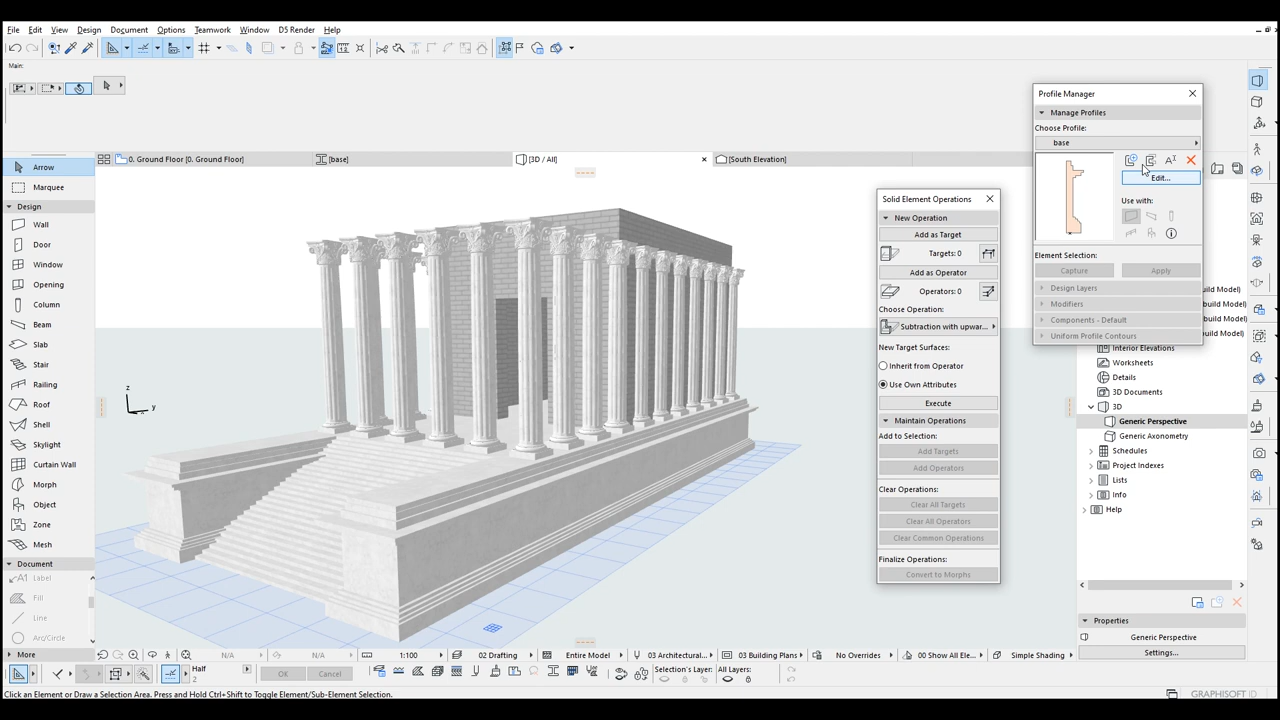 File Edit View Design Document Options Teamwork Window D5 Render Help
Main:
0. Ground Floor [0. Ground Floor]
[base]
[3D / All]
[South Elevation]
Arrow
Marquee
Design
Wall
Door
Window
Opening
Column
Beam
Slab
Stair
Railing
Roof
Shell
Skylight
Curtain Wall
Morph
Object
Zone
Mesh
Document
Label
Fill
Line
Arc/Circle
More
z
y
Solid Element Operations
New Operation
Add as Target
Targets: 0
Add as Operator
Operators: 0
Choose Operation:
Subtraction with upwar...
New Target Surfaces:
Inherit from Operator
Use Own Attributes
Execute
Maintain Operations
Add to Selection:
Add Targets
Add Operators
Clear Operations:
Clear All Targets
Clear All Operators
Clear Common Operations
Finalize Operations:
Convert to Morphs
Profile Manager
Manage Profiles
Choose Profile:
base
Edit...
Use with:
Element Selection:
Capture Apply
Design Layers
Modifiers
Components - Default
Uniform Profile Contours
build Model)
build Model)
build Model)
build Model)
Interior Elevations
Worksheets
Details
3D Documents
3D
Generic Perspective
Generic Axonometry
Schedules
Project Indexes
Lists
Info
Help
Properties
Generic Perspective
Settings...
N/A N/A 1:100 02 Drafting Entire Model 03 Architectural... 03 Building Plans No Overrides 00 Show All Ele... Simple Shading
Half
2
OK Cancel
Selection's Layer: All Layers:
Click an Element or Draw a Selection Area. Press and Hold Ctrl+Shift to Toggle Element/Sub-Element Selection.
GRAPHISOFT ID